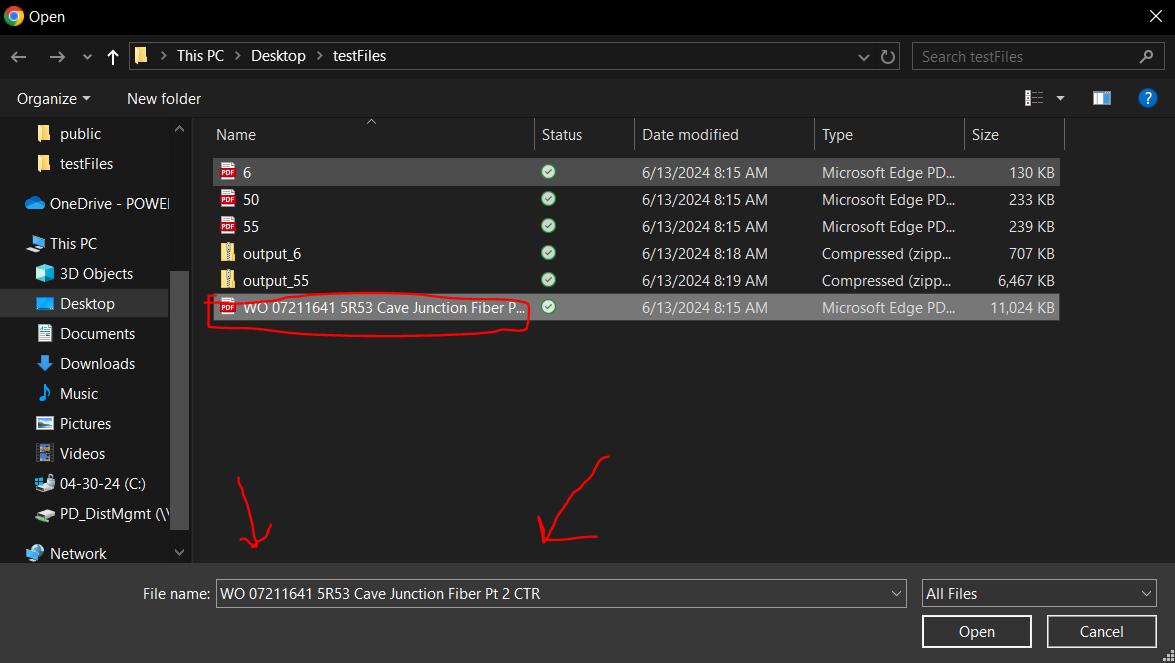 Open
This PC > Desktop > testFiles
Search testFiles
Organize
New folder
?
Name Status Date modified Type Size
public
testFiles
OneDrive - POWE
This PC
3D Objects
Desktop
Documents
Downloads
Music
Pictures
Videos
04-30-24 (C:)
PD_DistMgmt (\\
Network
PDF 6 6/13/2024 8:15 AM Microsoft Edge PD... 130 KB
PDF 50 6/13/2024 8:15 AM Microsoft Edge PD... 233 KB
PDF 55 6/13/2024 8:15 AM Microsoft Edge PD... 239 KB
output_6 6/13/2024 8:18 AM Compressed (zipp... 707 KB
output_55 6/13/2024 8:19 AM Compressed (zipp... 6,467 KB
PDF WO 07211641 5R53 Cave Junction Fiber P... 6/13/2024 8:15 AM Microsoft Edge PD... 11,024 KB
File name: WO 07211641 5R53 Cave Junction Fiber Pt 2 CTR
All Files
Open
Cancel